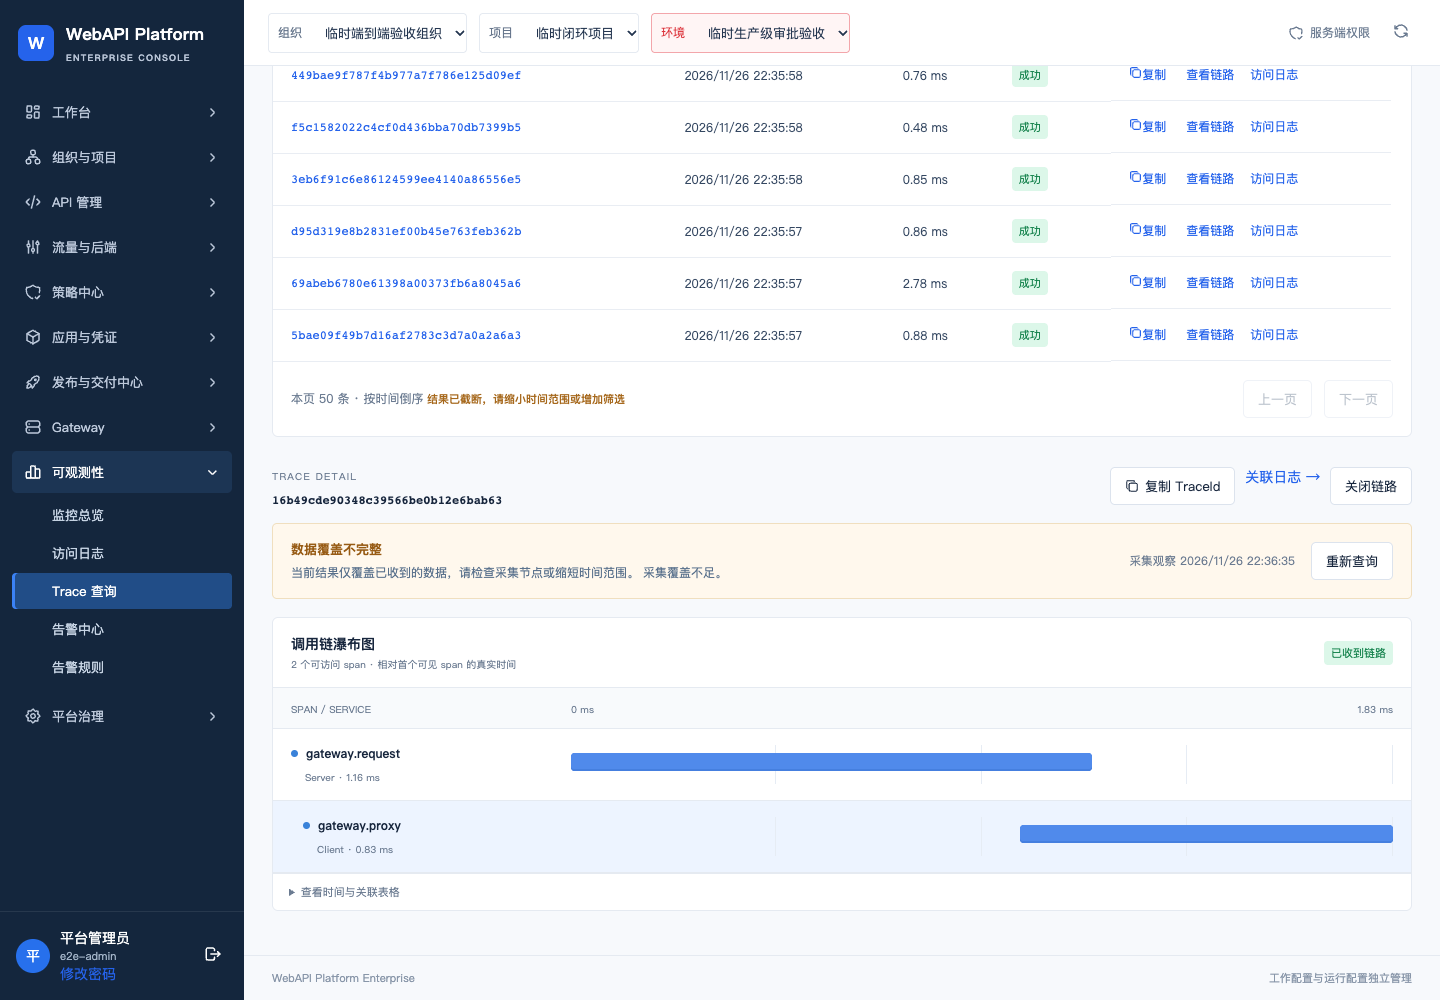 WebAPI Platform
ENTERPRISE CONSOLE
W
工作台
组织与项目
API 管理
流量与后端
策略中心
应用与凭证
发布与交付中心
Gateway
可观测性
监控总览
访问日志
Trace 查询
告警中心
告警规则
平台治理
平
平台管理员
e2e-admin
修改密码
组织 临时端到端验收组织
项目 临时闭环项目
环境 临时生产级审批验收
服务端权限
449bae9f787f4b977a7f786e125d09ef 2026/11/26 22:35:58 0.76 ms 成功 复制 查看链路 访问日志
f5c1582022c4cf0d436bba70db7399b5 2026/11/26 22:35:58 0.48 ms 成功 复制 查看链路 访问日志
3eb6f91c6e86124599ee4140a86556e5 2026/11/26 22:35:58 0.85 ms 成功 复制 查看链路 访问日志
d95d319e8b2831ef00b45e763feb362b 2026/11/26 22:35:57 0.86 ms 成功 复制 查看链路 访问日志
69abeb6780e61398a00373fb6a8045a6 2026/11/26 22:35:57 2.78 ms 成功 复制 查看链路 访问日志
5bae09f49b7d16af2783c3d7a0a2a6a3 2026/11/26 22:35:57 0.88 ms 成功 复制 查看链路 访问日志
本页 50 条 · 按时间倒序 结果已截断，请缩小时间范围或增加筛选
上一页 下一页
TRACE DETAIL
16b49cde90348c39566be0b12e6bab63
复制 TraceId 关联日志 → 关闭链路
数据覆盖不完整
当前结果仅覆盖已收到的数据，请检查采集节点或缩短时间范围。 采集覆盖不足。
采集观察 2026/11/26 22:36:35 重新查询
调用链瀑布图
2 个可访问 span · 相对首个可见 span 的真实时间
已收到链路
SPAN / SERVICE 0 ms 1.83 ms
gateway.request
Server · 1.16 ms
gateway.proxy
Client · 0.83 ms
查看时间与关联表格
WebAPI Platform Enterprise
工作配置与运行配置独立管理